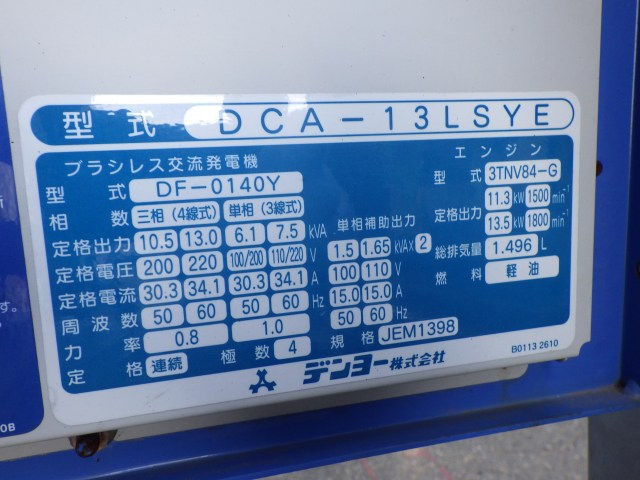 型式 DCA-13LSYE
ブラシレス交流発電機
型式 DF-0140Y
相数 三相(4線式) 単相(3線式) 単相補助出力
定格出力 10.5 13.0 6.1 7.5 kVA 1.5 1.65 kVA×2
定格電圧 200 220 100/200 110/220 V 100 110 V
定格電流 30.3 34.1 30.3 34.1 A 15.0 15.0 A
周波数 50 60 50 60 Hz 50 60 Hz
力率 0.8 1.0 規格 JEM1398
定格 連続 極数 4
エンジン
型式 3TNV84-G
定格出力 11.3 kW 1500 min⁻¹
13.5 kW 1800 min⁻¹
総排気量 1.496 L
燃料 軽油
デンヨー株式会社
B0113 2610
す。
0B